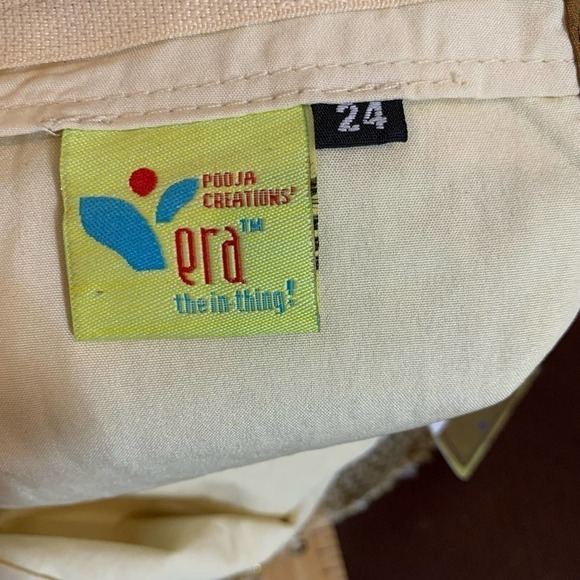 24
POOJA
CREATIONS'
era™
the in-thing!